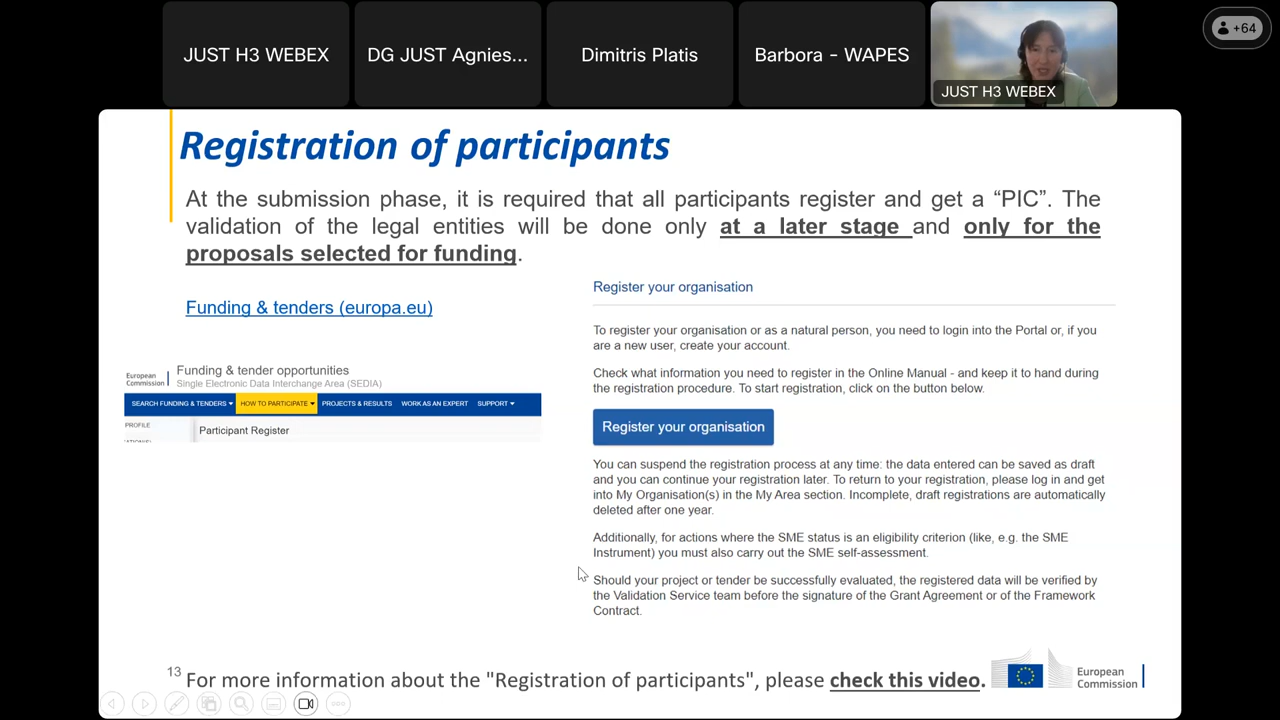 JUST H3 WEBEX
DG JUST Agnies...
Dimitris Platis
Barbora - WAPES
JUST H3 WEBEX
+64
Registration of participants
At the submission phase, it is required that all participants register and get a “PIC”. The
validation of the legal entities will be done only at a later stage and only for the
proposals selected for funding.
Funding & tenders (europa.eu)
European
Commission
Funding & tender opportunities
Single Electronic Data Interchange Area (SEDIA)
SEARCH FUNDING & TENDERS HOW TO PARTICIPATE PROJECTS & RESULTS WORK AS AN EXPERT SUPPORT
PROFILE
Participant Register
Register your organisation
To register your organisation or as a natural person, you need to login into the Portal or, if you
are a new user, create your account.
Check what information you need to register in the Online Manual - and keep it to hand during
the registration procedure. To start registration, click on the button below.
Register your organisation
You can suspend the registration process at any time: the data entered can be saved as draft
and you can continue your registration later. To return to your registration, please log in and get
into My Organisation(s) in the My Area section. Incomplete, draft registrations are automatically
deleted after one year.
Additionally, for actions where the SME status is an eligibility criterion (like, e.g. the SME
Instrument) you must also carry out the SME self-assessment.
Should your project or tender be successfully evaluated, the registered data will be verified by
the Validation Service team before the signature of the Grant Agreement or of the Framework
Contract.
13
For more information about the "Registration of participants", please check this video.
European
Commission